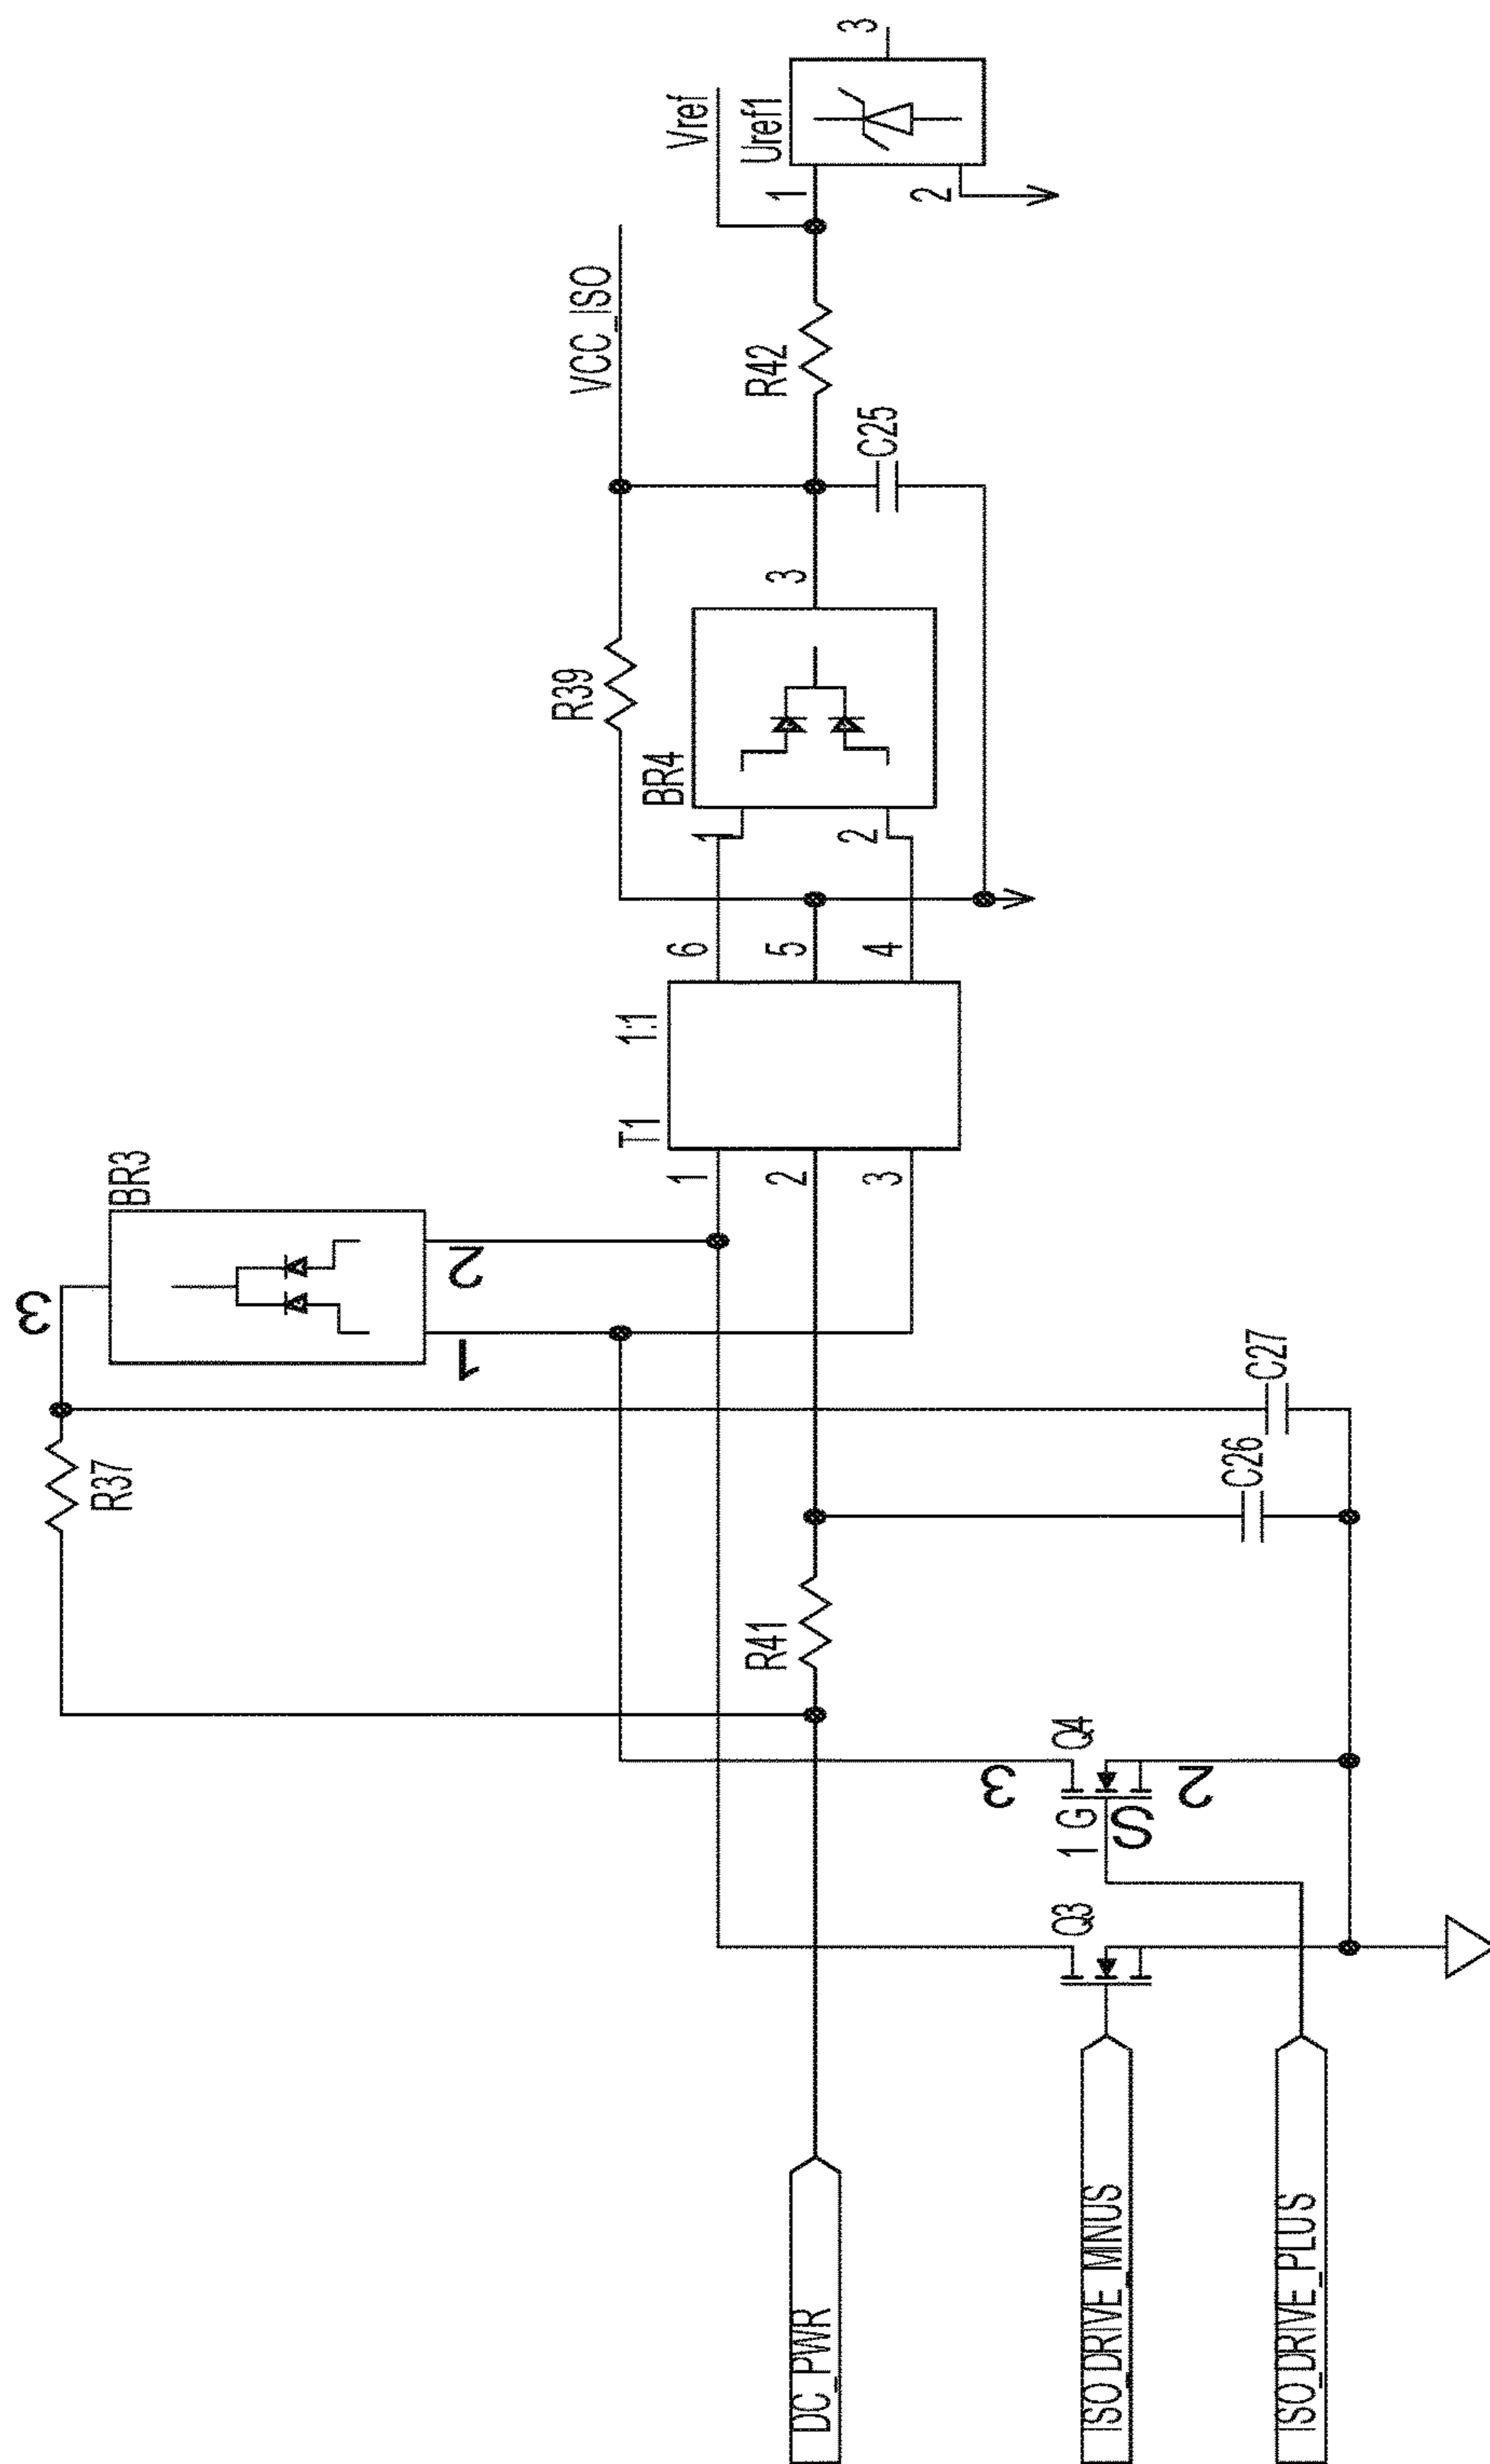 DC_PWR
ISO_DRIVE_MINUS
ISO_DRIVE_PLUS
Q3
1 G
S
3
2
Q4
R41
R37
C26
C27
3
BR3
1
2
T1 1:1
1
2
3
6
5
4
BR4
1
2
3
R39
VCC_ISO
C25
R42
Vref
Uref1
1
2
3